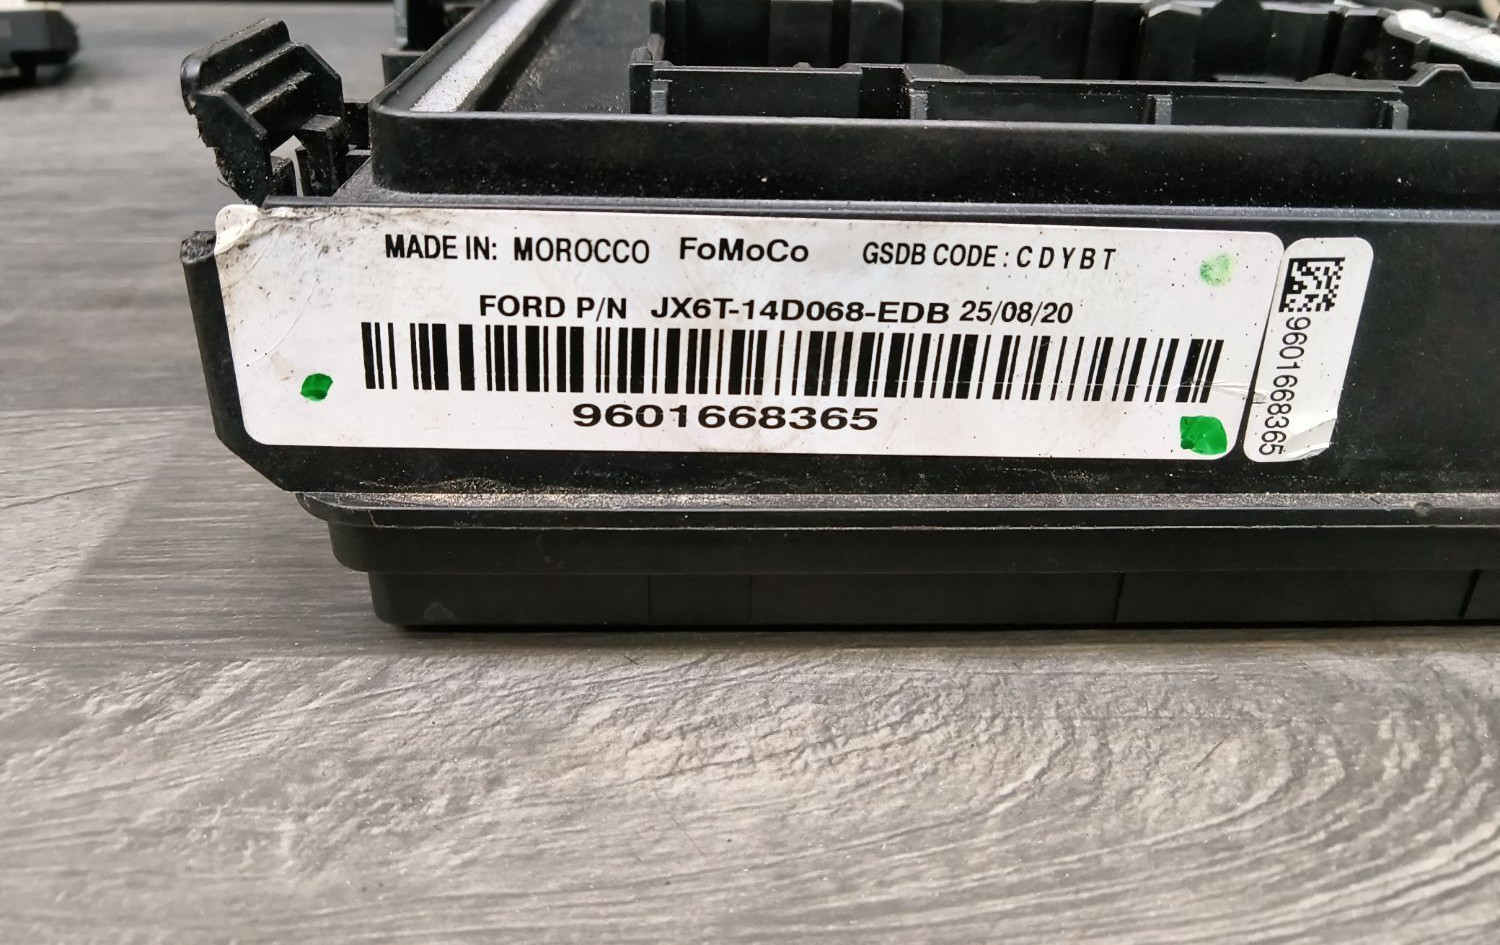 MADE IN: MOROCCO FoMoCo GSDB CODE : C D Y B T
FORD P/N JX6T-14D068-EDB 25/08/20
9601668365
9601668365